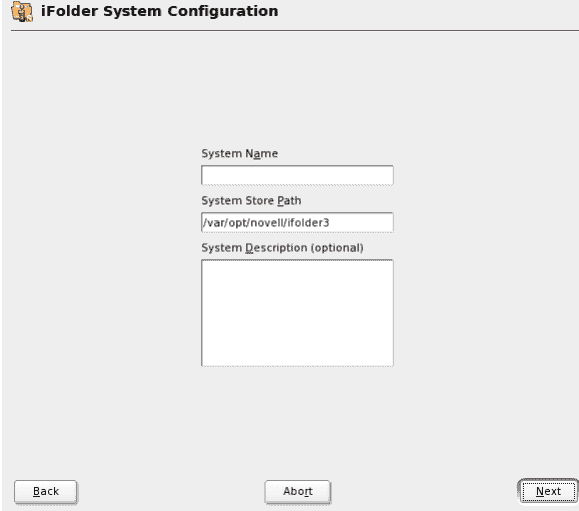 iFolder System Configuration
System Name
System Store Path
/var/opt/novell/ifolder3
System Description (optional)
Back
Abort
Next